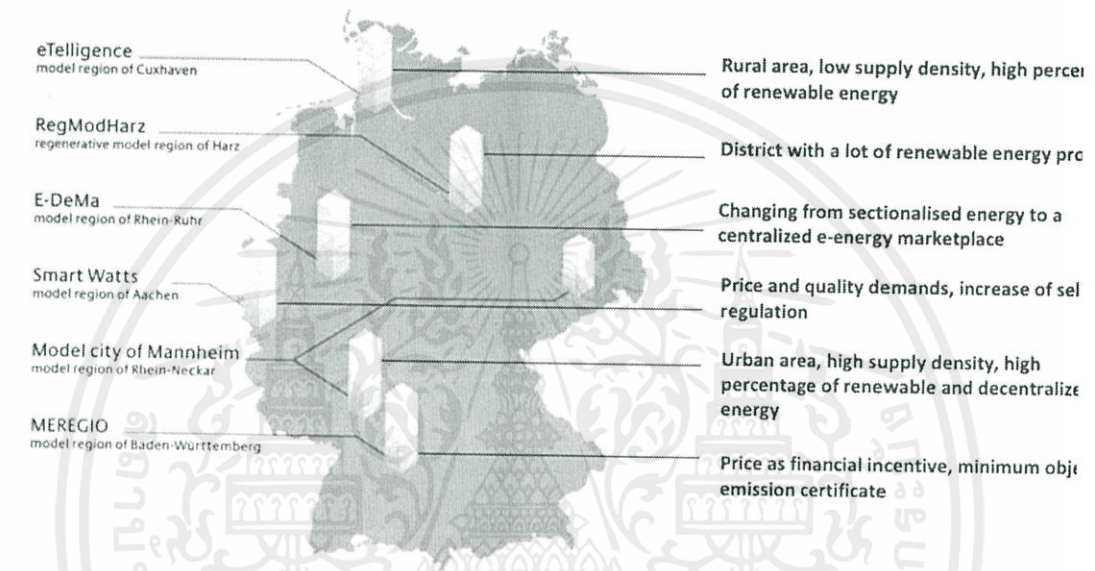 eTelligence
model region of Cuxhaven
RegModHarz
regenerative model region of Harz
E-DeMa
model region of Rhein-Ruhr
Smart Watts
model region of Aachen
Model city of Mannheim
model region of Rhein-Neckar
MEREGIO
model region of Baden-Württemberg
Rural area, low supply density, high percer
of renewable energy
District with a lot of renewable energy prc
Changing from sectionalised energy to a
centralized e-energy marketplace
Price and quality demands, increase of sel
regulation
Urban area, high supply density, high
percentage of renewable and decentralize
energy
Price as financial incentive, minimum obje
emission certificate